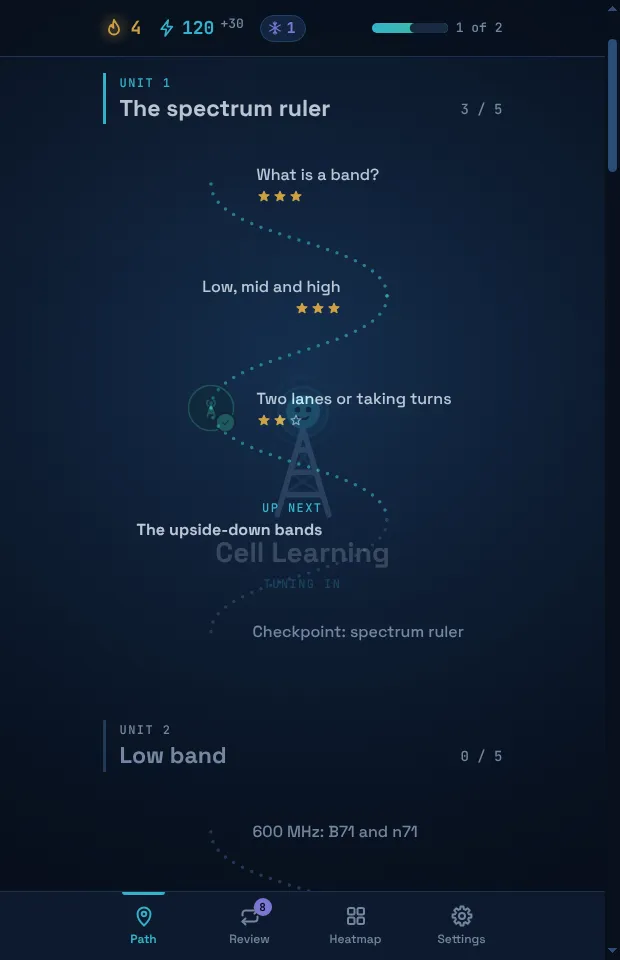 4 120 +30 1 1 of 2
UNIT 1
The spectrum ruler 3 / 5
What is a band?
Low, mid and high
Two lanes or taking turns
UP NEXT
The upside-down bands
Cell Learning
TUNING IN
Checkpoint: spectrum ruler
UNIT 2
Low band 0 / 5
600 MHz: B71 and n71
8
Path Review Heatmap Settings